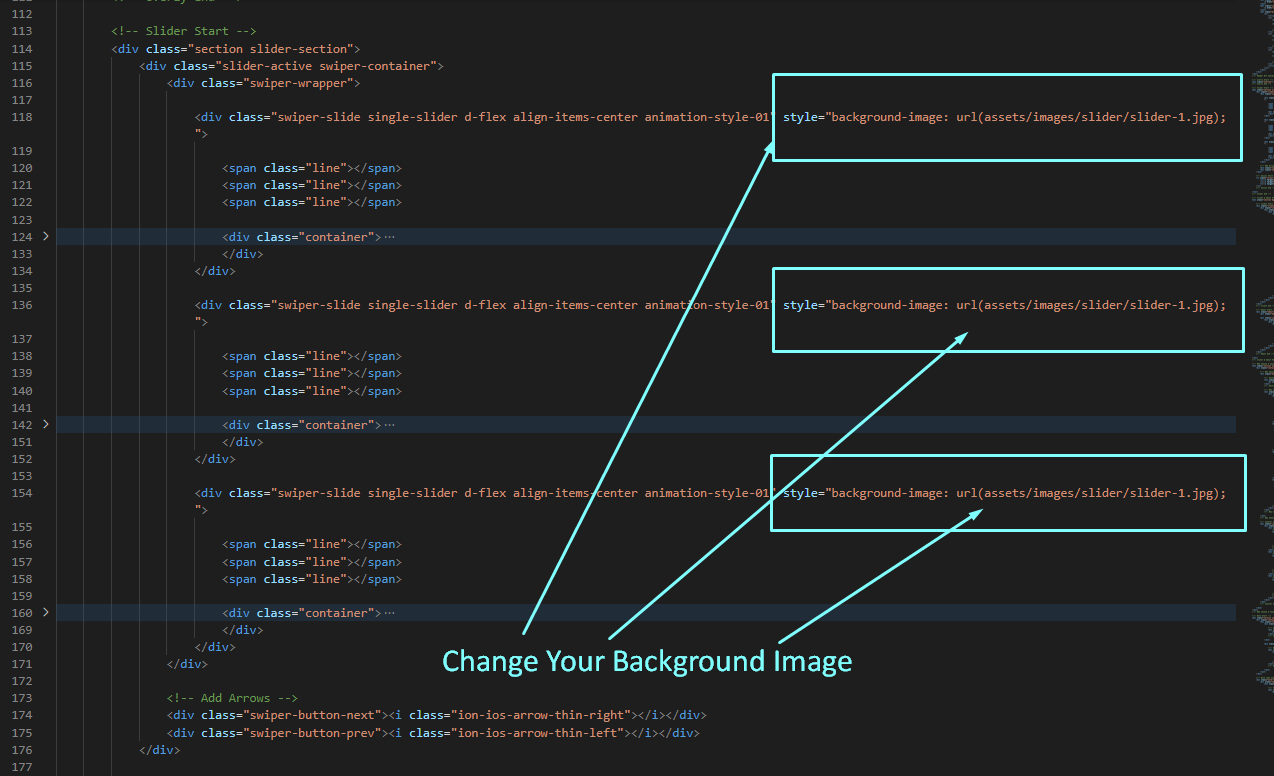 112
113 <!-- Slider Start -->
114 <div class="section slider-section">
115 <div class="slider-active swiper-container">
116 <div class="swiper-wrapper">
117
118 <div class="swiper-slide single-slider d-flex align-items-center animation-style-01" style="background-image: url(assets/images/slider/slider-1.jpg);
">
119
120 <span class="line"></span>
121 <span class="line"></span>
122 <span class="line"></span>
123
124 <div class="container">…
133 </div>
134 </div>
135
136 <div class="swiper-slide single-slider d-flex align-items-center animation-style-01" style="background-image: url(assets/images/slider/slider-1.jpg);
">
137
138 <span class="line"></span>
139 <span class="line"></span>
140 <span class="line"></span>
141
142 <div class="container">…
151 </div>
152 </div>
153
154 <div class="swiper-slide single-slider d-flex align-items-center animation-style-01" style="background-image: url(assets/images/slider/slider-1.jpg);
">
155
156 <span class="line"></span>
157 <span class="line"></span>
158 <span class="line"></span>
159
160 <div class="container">…
169 </div>
170 </div>
171 </div>
Change Your Background Image
172
173 <!-- Add Arrows -->
174 <div class="swiper-button-next"><i class="ion-ios-arrow-thin-right"></i></div>
175 <div class="swiper-button-prev"><i class="ion-ios-arrow-thin-left"></i></div>
176 </div>
177